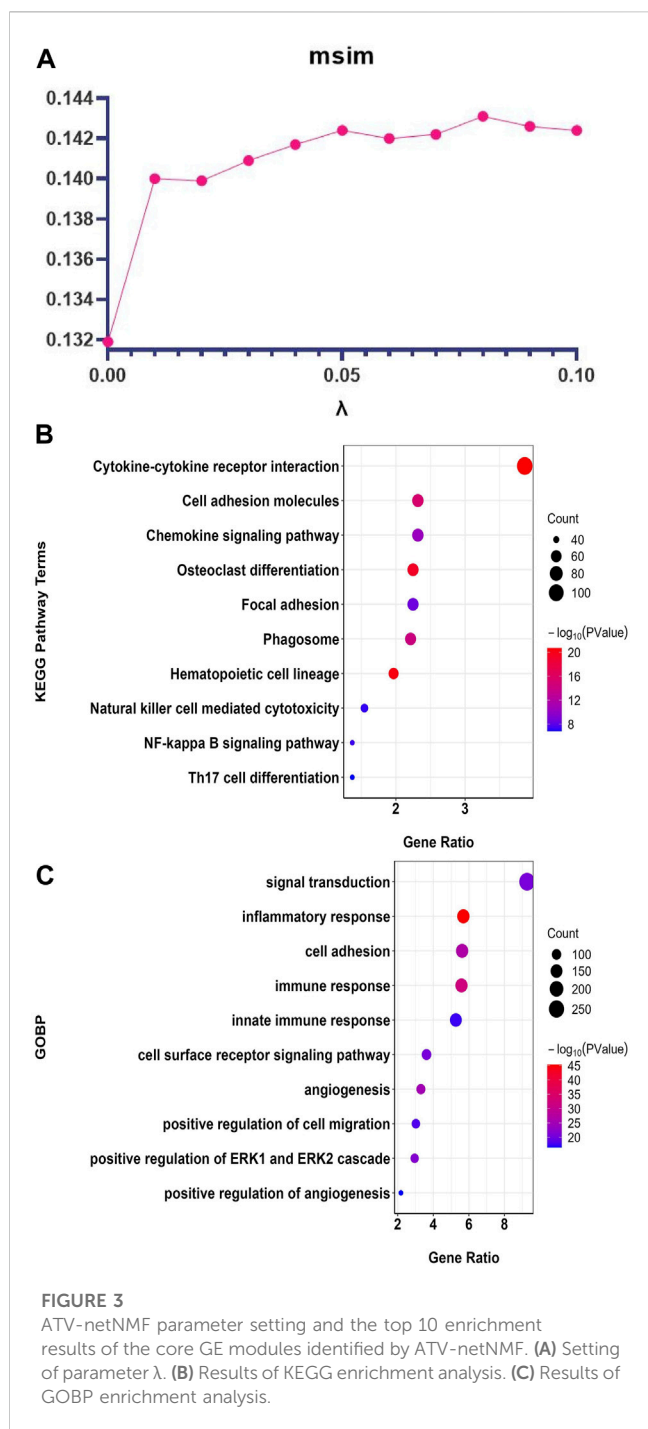 A
msim
0.144
0.142
0.140
0.138
0.136
0.134
0.132
0.00
0.05
0.10
λ
B
KEGG Pathway Terms
Cytokine-cytokine receptor interaction
Cell adhesion molecules
Chemokine signaling pathway
Osteoclast differentiation
Focal adhesion
Phagosome
Hematopoietic cell lineage
Natural killer cell mediated cytotoxicity
NF-kappa B signaling pathway
Th17 cell differentiation
2
3
Gene Ratio
Count
40
60
80
100
−log10(PValue)
20
16
12
8
C
GOBP
signal transduction
inflammatory response
cell adhesion
immune response
innate immune response
cell surface receptor signaling pathway
angiogenesis
positive regulation of cell migration
positive regulation of ERK1 and ERK2 cascade
positive regulation of angiogenesis
2
4
6
8
Gene Ratio
Count
100
150
200
250
−log10(PValue)
45
40
35
30
25
20
FIGURE 3
ATV-netNMF parameter setting and the top 10 enrichment
results of the core GE modules identified by ATV-netNMF. (A) Setting
of parameter λ. (B) Results of KEGG enrichment analysis. (C) Results of
GOBP enrichment analysis.